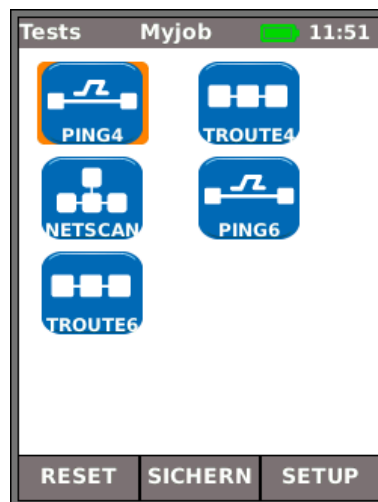 Tests Myjob 11:51
PING4 TROUTE4
NETSCAN PING6
TROUTE6
RESET SICHERN SETUP